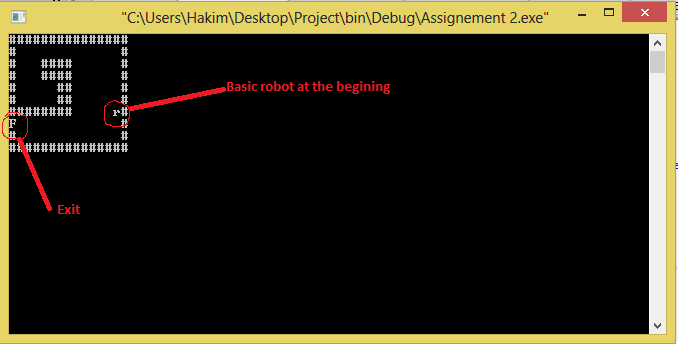 "C:\Users\Hakim\Desktop\Project\bin\Debug\Assignement 2.exe"
###############
#             #
#   ####      #
#   ####      #
#     ##      #
#     ##      #
########     r#
F             #
#             #
###############
Basic robot at the begining
Exit